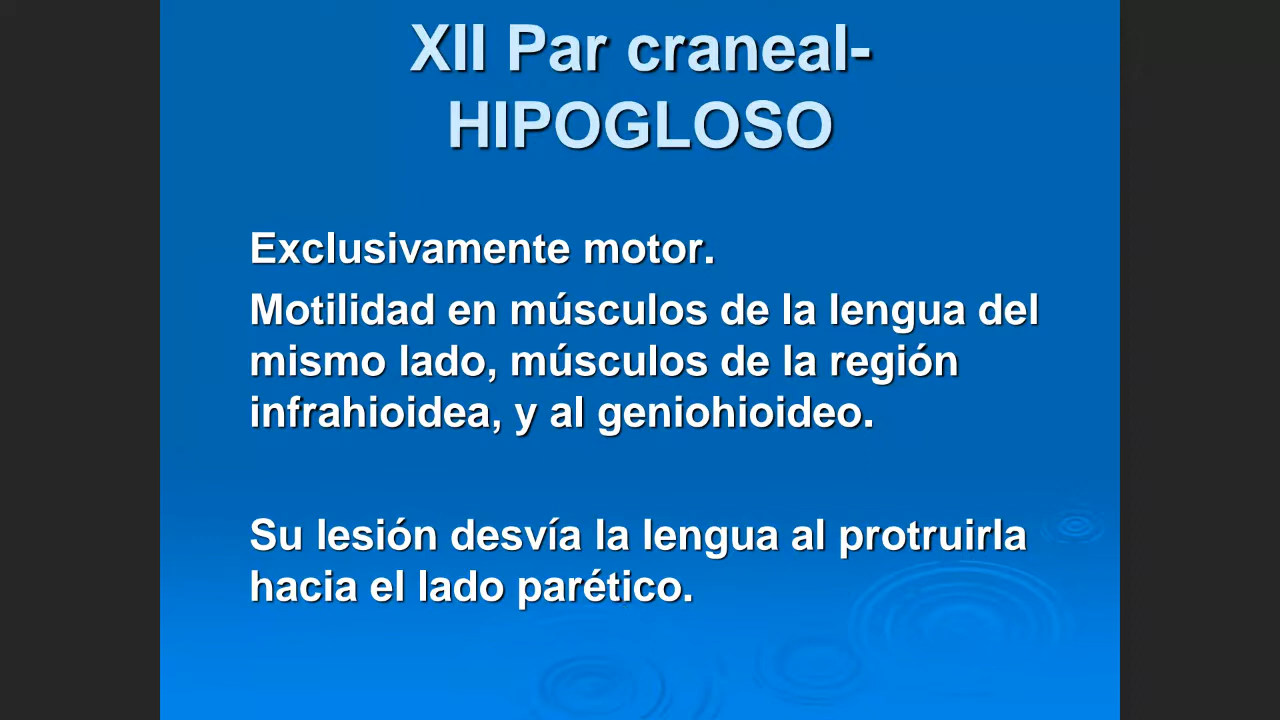 XII Par craneal-
HIPOGLOSO
Exclusivamente motor.
Motilidad en músculos de la lengua del
mismo lado, músculos de la región
infrahioidea, y al geniohioideo.
Su lesión desvía la lengua al protruirla
hacia el lado parético.